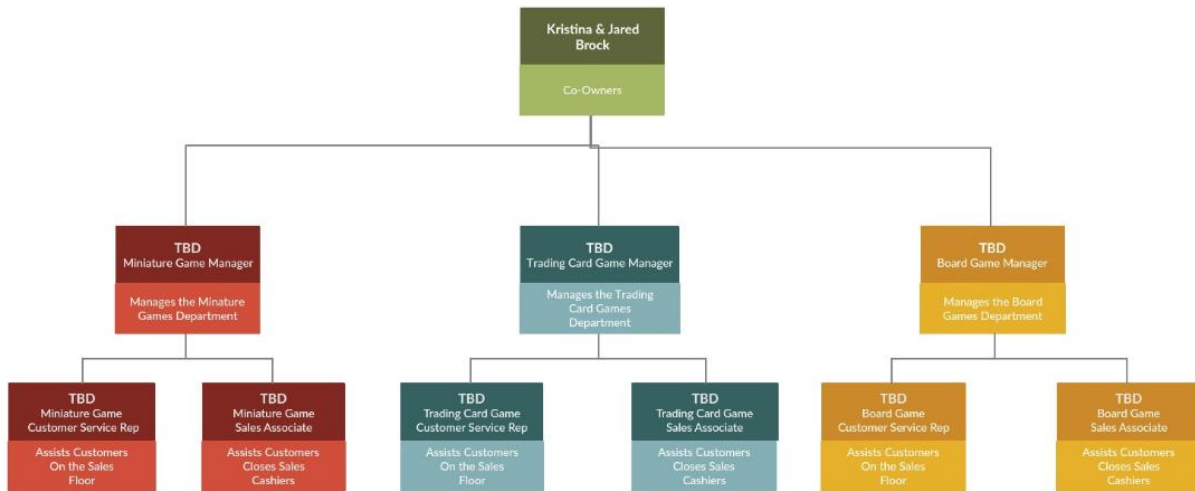 Kristina & Jared
Brock
Co-Owners
TBD
Miniature Game Manager
Manages the Minature
Games Department
TBD
Trading Card Game Manager
Manages the Trading
Card Games
Department
TBD
Board Game Manager
Manages the Board
Games Department
TBD
Miniature Game
Customer Service Rep
Assists Customers
On the Sales
Floor
TBD
Miniature Game
Sales Associate
Assists Customers
Closes Sales
Cashiers
TBD
Trading Card Game
Customer Service Rep
Assists Customers
On the Sales
Floor
TBD
Trading Card Game
Sales Associate
Assists Customers
Closes Sales
Cashiers
TBD
Board Game
Customer Service Rep
Assists Customers
On the Sales
Floor
TBD
Board Game
Sales Associate
Assists Customers
Closes Sales
Cashiers